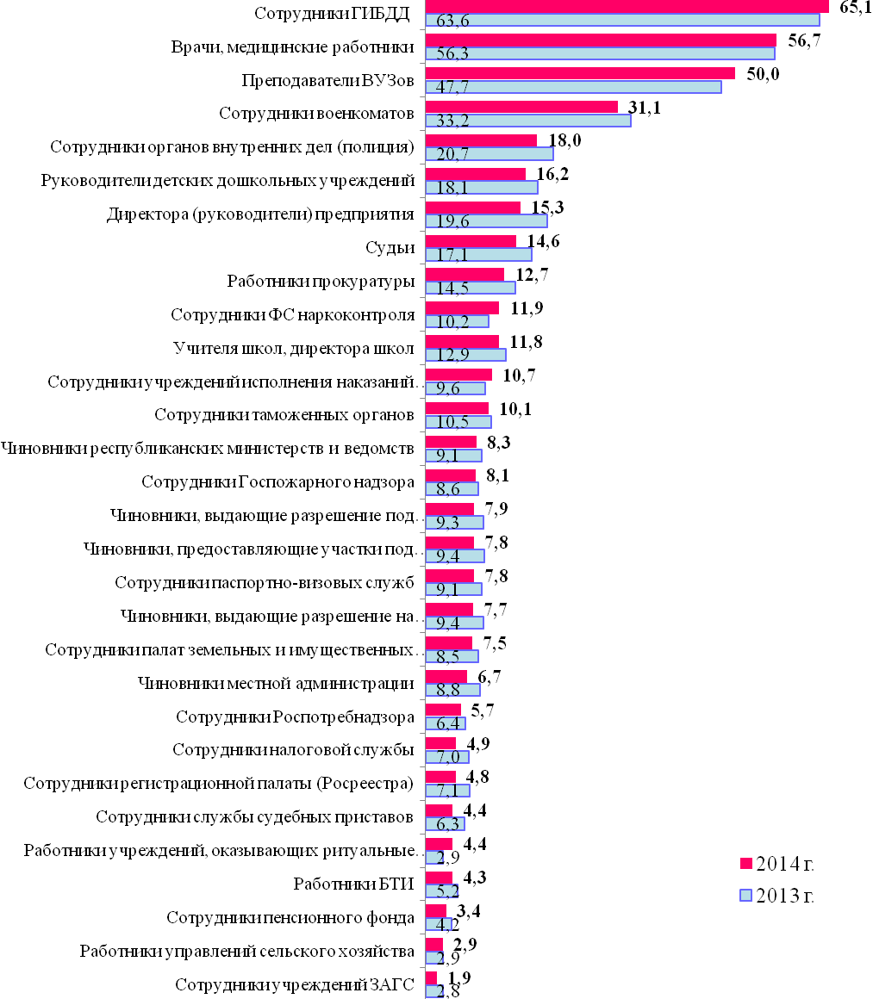 Сотрудники ГИБДД 65,1
63,6
Врачи, медицинские работники 56,7
56,3
Преподаватели ВУЗов 50,0
47,7
Сотрудники военкоматов 31,1
33,2
Сотрудники органов внутренних дел (полиция) 18,0
20,7
Руководители детских дошкольных учреждений 16,2
18,1
Директора (руководители) предприятия 15,3
19,6
Судьи 14,6
17,1
Работники прокуратуры 12,7
14,5
Сотрудники ФС наркоконтроля 11,9
10,2
Учителя школ, директора школ 11,8
12,9
Сотрудники учреждений исполнения наказаний.. 10,7
9,6
Сотрудники таможенных органов 10,1
10,5
Чиновники республиканских министерств и ведомств 8,3
9,1
Сотрудники Госпожарного надзора 8,1
8,6
Чиновники, выдающие разрешение под.. 7,9
9,3
Чиновники, предоставляющие участки под.. 7,8
9,4
Сотрудники паспортно-визовых служб 7,8
9,1
Чиновники, выдающие разрешение на.. 7,7
9,4
Сотрудники палат земельных и имущественных.. 7,5
8,5
Чиновники местной администрации 6,7
8,8
Сотрудники Роспотребнадзора 5,7
6,4
Сотрудники налоговой службы 4,9
7,0
Сотрудники регистрационной палаты (Росреестра) 4,8
7,1
Сотрудники службы судебных приставов 4,4
6,3
Работники учреждений, оказывающих ритуальные.. 4,4
2,9
Работники БТИ 4,3
5,2
Сотрудники пенсионного фонда 3,4
4,2
Работники управлений сельского хозяйства 2,9
2,9
Сотрудники учреждений ЗАГС 1,9
2,8
2014 г.
2013 г.